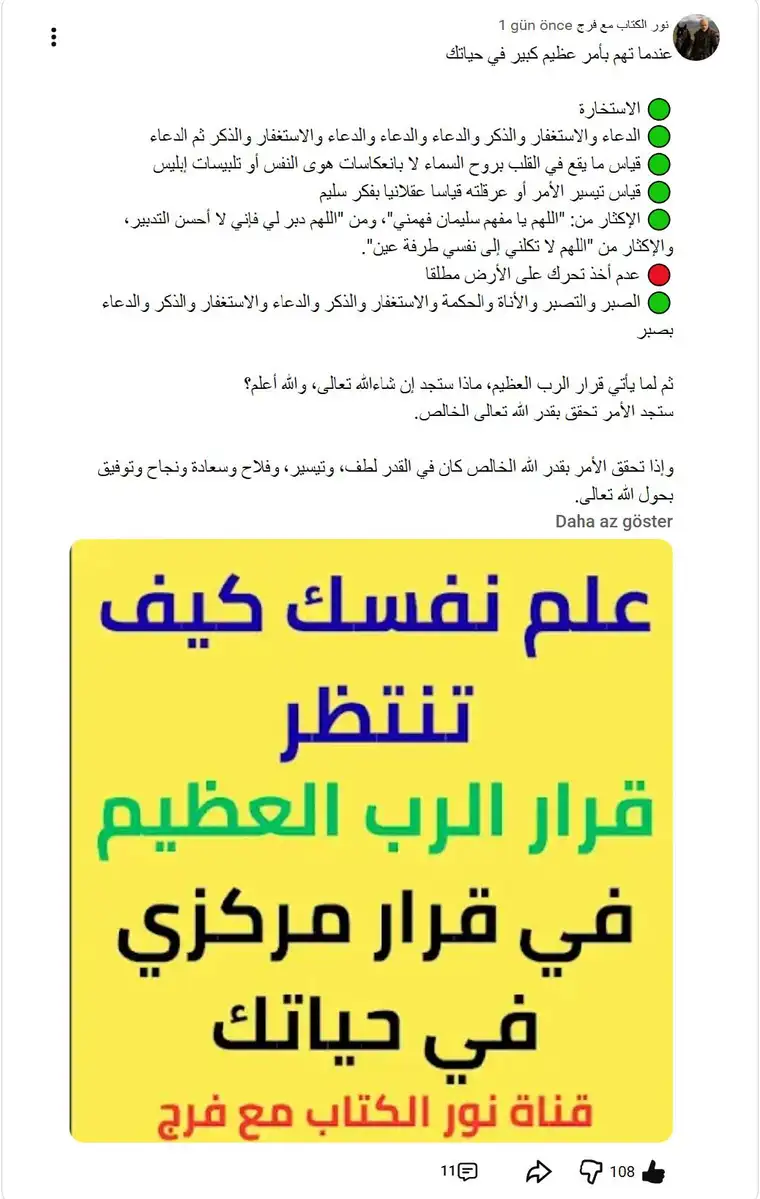 نور الكتاب مع فرج 1 gün önce
عندما تهم بأمر عظيم كبير في حياتك
الاستخارة
الدعاء والاستغفار والذكر والدعاء والدعاء والدعاء والاستغفار والذكر ثم الدعاء
قياس ما يقع في القلب بروح السماء لا بانعكاسات هوى النفس أو تلبيسات إبليس
قياس تيسير الأمر أو عرقلته قياسا عقلانيا بفكر سليم
الإكثار من: "اللهم يا مفهم سليمان فهمني"، ومن "اللهم دبر لي فإني لا أحسن التدبير،
والإكثار من "اللهم لا تكلني إلى نفسي طرفة عين".
عدم أخذ تحرك على الأرض مطلقا
الصبر والتصبر والأناة والحكمة والاستغفار والذكر والدعاء والاستغفار والذكر والدعاء
بصبر
ثم لما يأتي قرار الرب العظيم، ماذا ستجد إن شاءالله تعالى، والله أعلم؟
ستجد الأمر تحقق بقدر الله تعالى الخالص.
وإذا تحقق الأمر بقدر الله الخالص كان في القدر لطف، وتيسير، وفلاح وسعادة ونجاح وتوفيق
بحول الله تعالى.
Daha az göster
علم نفسك كيف
تنتظر
قرار الرب العظيم
في قرار مركزي
في حياتك
قناة نور الكتاب مع فرج
108
11